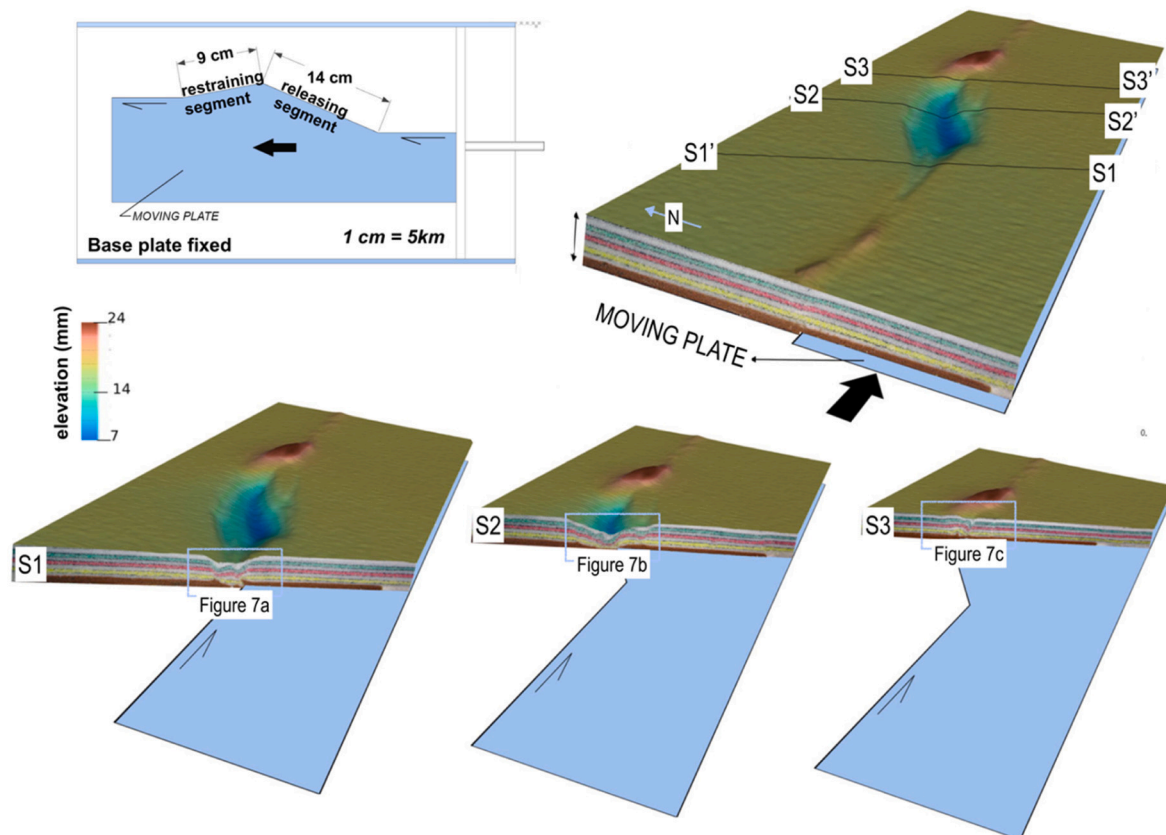 9 cm
14 cm
restraining
segment
releasing
segment
MOVING PLATE
Base plate fixed
1 cm = 5km
S3
S3'
S2
S2'
S1'
S1
N
MOVING PLATE
elevation (mm)
24
14
7
0,
S1
Figure 7a
S2
Figure 7b
S3
Figure 7c